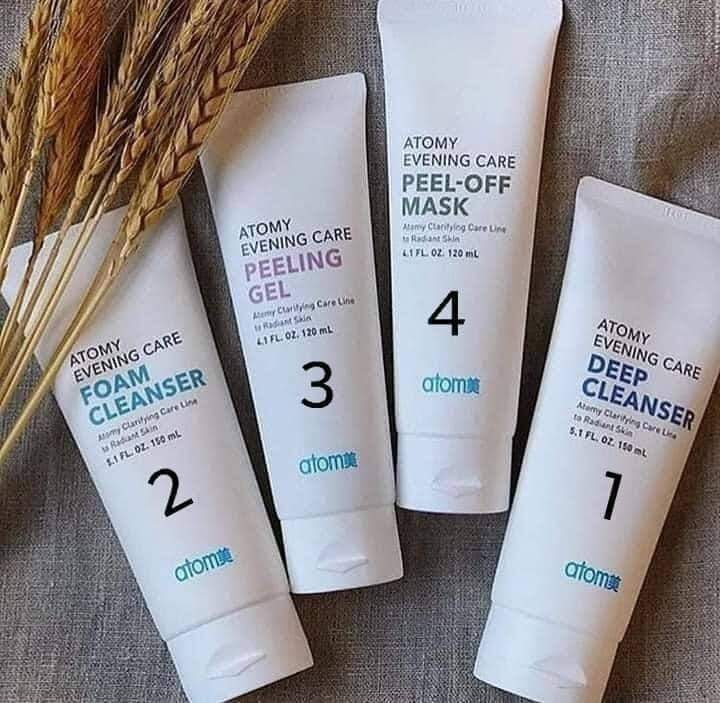 ATOMY
EVENING CARE
FOAM
CLEANSER
Atomy Clarifying Care Line
to Radiant Skin
5.1 FL. OZ. 150 mL
2
atom美
ATOMY
EVENING CARE
PEELING
GEL
Atomy Clarifying Care Line
to Radiant Skin
4.1 FL. OZ. 120 mL
3
atom美
ATOMY
EVENING CARE
PEEL-OFF
MASK
Atomy Clarifying Care Line
to Radiant Skin
4.1 FL. OZ. 120 mL
4
atom美
ATOMY
EVENING CARE
DEEP
CLEANSER
Atomy Clarifying Care Line
to Radiant Skin
5.1 FL. OZ. 150 mL
1
atom美